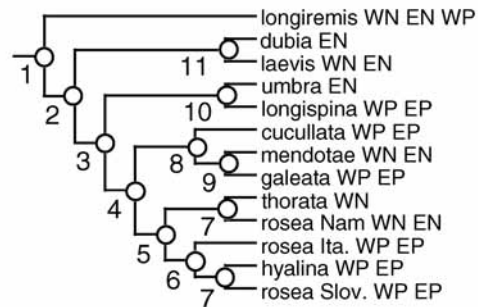 longiremis WN EN WP
dubia EN
laevis WN EN
umbra EN
longispina WP EP
cucullata WP EP
mendotae WN EN
galeata WP EP
thorata WN
rosea Nam WN EN
rosea Ita. WP EP
hyalina WP EP
rosea Slov. WP EP
1
2
3
4
5
6
7
7
8
9
10
11